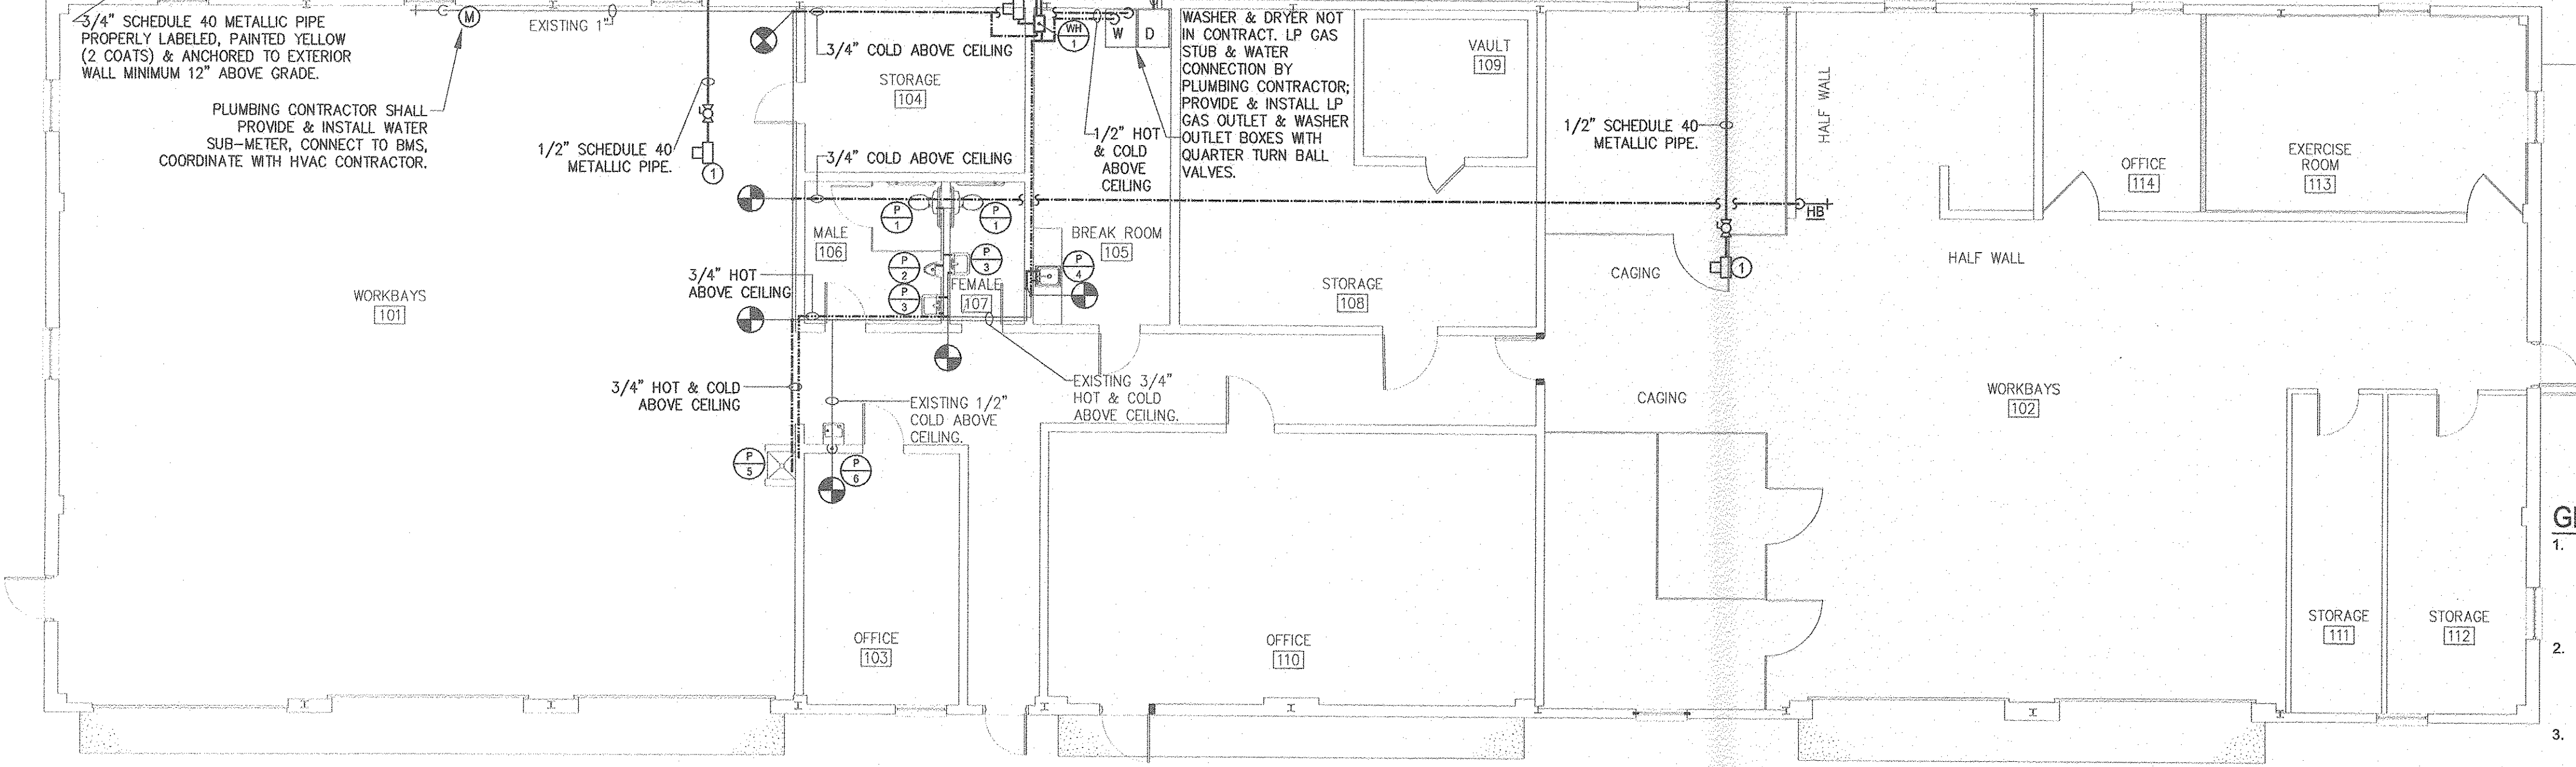 3/4" SCHEDULE 40 METALLIC PIPE
PROPERLY LABELED, PAINTED YELLOW
(2 COATS) & ANCHORED TO EXTERIOR
WALL MINIMUM 12" ABOVE GRADE.
M
EXISTING 1"
PLUMBING CONTRACTOR SHALL
PROVIDE & INSTALL WATER
SUB-METER, CONNECT TO BMS,
COORDINATE WITH HVAC CONTRACTOR.
1/2" SCHEDULE 40
METALLIC PIPE.
1
3/4" COLD ABOVE CEILING
STORAGE
104
3/4" COLD ABOVE CEILING
WH
1
W
D
1/2" HOT
& COLD
ABOVE
CEILING
WASHER & DRYER NOT
IN CONTRACT. LP GAS
STUB & WATER
CONNECTION BY
PLUMBING CONTRACTOR;
PROVIDE & INSTALL LP
GAS OUTLET & WASHER
OUTLET BOXES WITH
QUARTER TURN BALL
VALVES.
VAULT
109
1/2" SCHEDULE 40
METALLIC PIPE.
HALF WALL
OFFICE
114
EXERCISE
ROOM
113
HB
P
1
P
1
MALE
106
P
2
P
3
P
3
FEMALE
107
BREAK ROOM
105
P
4
3/4" HOT
ABOVE CEILING
WORKBAYS
101
STORAGE
108
CAGING
1
HALF WALL
3/4" HOT & COLD
ABOVE CEILING
EXISTING 1/2"
COLD ABOVE
CEILING.
EXISTING 3/4"
HOT & COLD
ABOVE CEILING.
CAGING
WORKBAYS
102
P
5
P
6
OFFICE
103
OFFICE
110
STORAGE
111
STORAGE
112
1.
2.
3.